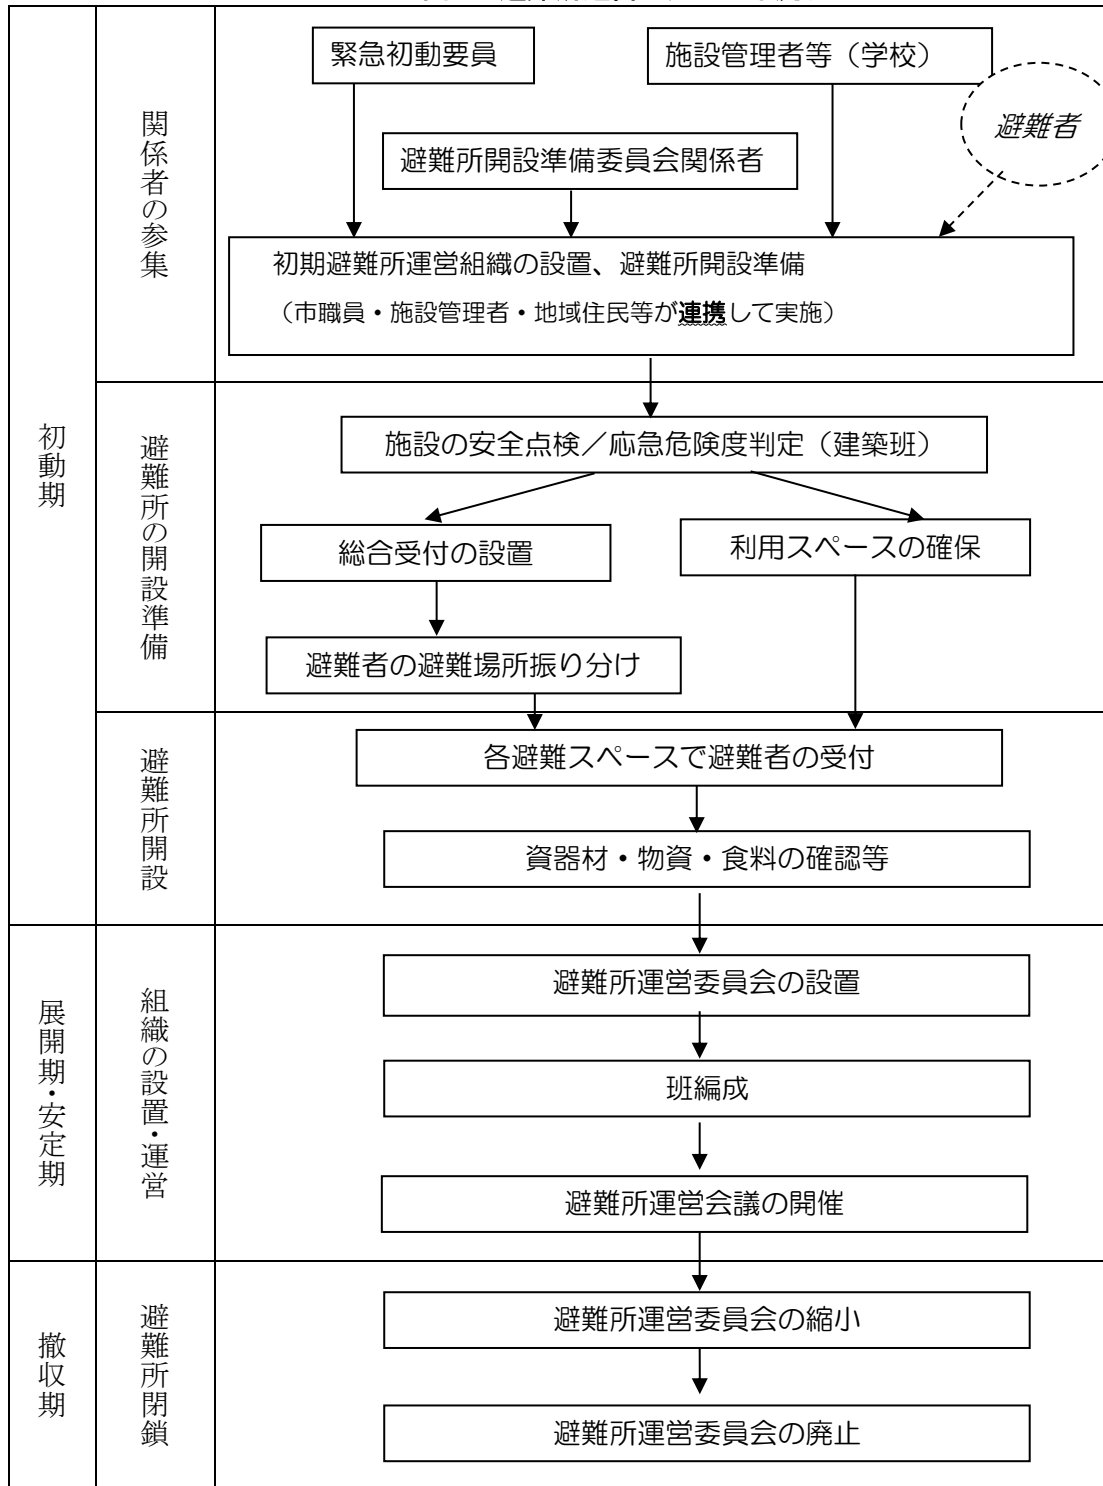 初動期
関係者の参集
緊急初動要員
施設管理者等（学校）
避難者
避難所開設準備委員会関係者
初期避難所運営組織の設置、避難所開設準備
（市職員・施設管理者・地域住民等が連携して実施）
避難所の開設準備
施設の安全点検／応急危険度判定（建築班）
総合受付の設置
利用スペースの確保
避難者の避難場所振り分け
避難所開設
各避難スペースで避難者の受付
資器材・物資・食料の確認等
展開期・安定期
組織の設置・運営
避難所運営委員会の設置
班編成
避難所運営会議の開催
撤収期
避難所閉鎖
避難所運営委員会の縮小
避難所運営委員会の廃止